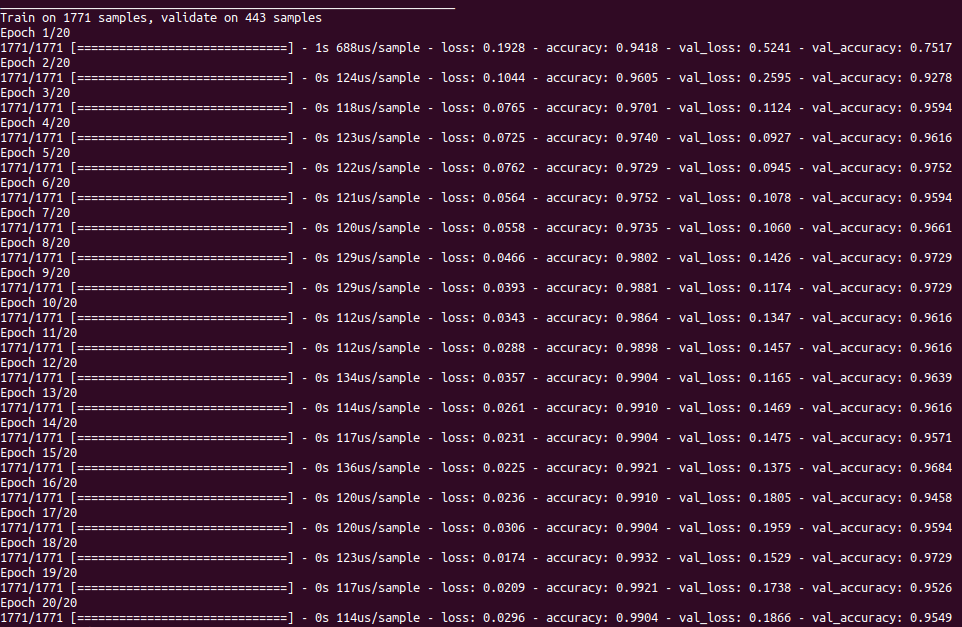 _________________________________________________________________
Train on 1771 samples, validate on 443 samples
Epoch 1/20
1771/1771 [==============================] - 1s 688us/sample - loss: 0.1928 - accuracy: 0.9418 - val_loss: 0.5241 - val_accuracy: 0.7517
Epoch 2/20
1771/1771 [==============================] - 0s 124us/sample - loss: 0.1044 - accuracy: 0.9605 - val_loss: 0.2595 - val_accuracy: 0.9278
Epoch 3/20
1771/1771 [==============================] - 0s 118us/sample - loss: 0.0765 - accuracy: 0.9701 - val_loss: 0.1124 - val_accuracy: 0.9594
Epoch 4/20
1771/1771 [==============================] - 0s 123us/sample - loss: 0.0725 - accuracy: 0.9740 - val_loss: 0.0927 - val_accuracy: 0.9616
Epoch 5/20
1771/1771 [==============================] - 0s 122us/sample - loss: 0.0762 - accuracy: 0.9729 - val_loss: 0.0945 - val_accuracy: 0.9752
Epoch 6/20
1771/1771 [==============================] - 0s 121us/sample - loss: 0.0564 - accuracy: 0.9752 - val_loss: 0.1078 - val_accuracy: 0.9594
Epoch 7/20
1771/1771 [==============================] - 0s 120us/sample - loss: 0.0558 - accuracy: 0.9735 - val_loss: 0.1060 - val_accuracy: 0.9661
Epoch 8/20
1771/1771 [==============================] - 0s 129us/sample - loss: 0.0466 - accuracy: 0.9802 - val_loss: 0.1426 - val_accuracy: 0.9729
Epoch 9/20
1771/1771 [==============================] - 0s 129us/sample - loss: 0.0393 - accuracy: 0.9881 - val_loss: 0.1174 - val_accuracy: 0.9729
Epoch 10/20
1771/1771 [==============================] - 0s 112us/sample - loss: 0.0343 - accuracy: 0.9864 - val_loss: 0.1347 - val_accuracy: 0.9616
Epoch 11/20
1771/1771 [==============================] - 0s 112us/sample - loss: 0.0288 - accuracy: 0.9898 - val_loss: 0.1457 - val_accuracy: 0.9616
Epoch 12/20
1771/1771 [==============================] - 0s 134us/sample - loss: 0.0357 - accuracy: 0.9904 - val_loss: 0.1165 - val_accuracy: 0.9639
Epoch 13/20
1771/1771 [==============================] - 0s 114us/sample - loss: 0.0261 - accuracy: 0.9910 - val_loss: 0.1469 - val_accuracy: 0.9616
Epoch 14/20
1771/1771 [==============================] - 0s 117us/sample - loss: 0.0231 - accuracy: 0.9904 - val_loss: 0.1475 - val_accuracy: 0.9571
Epoch 15/20
1771/1771 [==============================] - 0s 136us/sample - loss: 0.0225 - accuracy: 0.9921 - val_loss: 0.1375 - val_accuracy: 0.9684
Epoch 16/20
1771/1771 [==============================] - 0s 120us/sample - loss: 0.0236 - accuracy: 0.9910 - val_loss: 0.1805 - val_accuracy: 0.9458
Epoch 17/20
1771/1771 [==============================] - 0s 120us/sample - loss: 0.0306 - accuracy: 0.9904 - val_loss: 0.1959 - val_accuracy: 0.9594
Epoch 18/20
1771/1771 [==============================] - 0s 123us/sample - loss: 0.0174 - accuracy: 0.9932 - val_loss: 0.1529 - val_accuracy: 0.9729
Epoch 19/20
1771/1771 [==============================] - 0s 117us/sample - loss: 0.0209 - accuracy: 0.9921 - val_loss: 0.1738 - val_accuracy: 0.9526
Epoch 20/20
1771/1771 [==============================] - 0s 114us/sample - loss: 0.0296 - accuracy: 0.9904 - val_loss: 0.1866 - val_accuracy: 0.9549